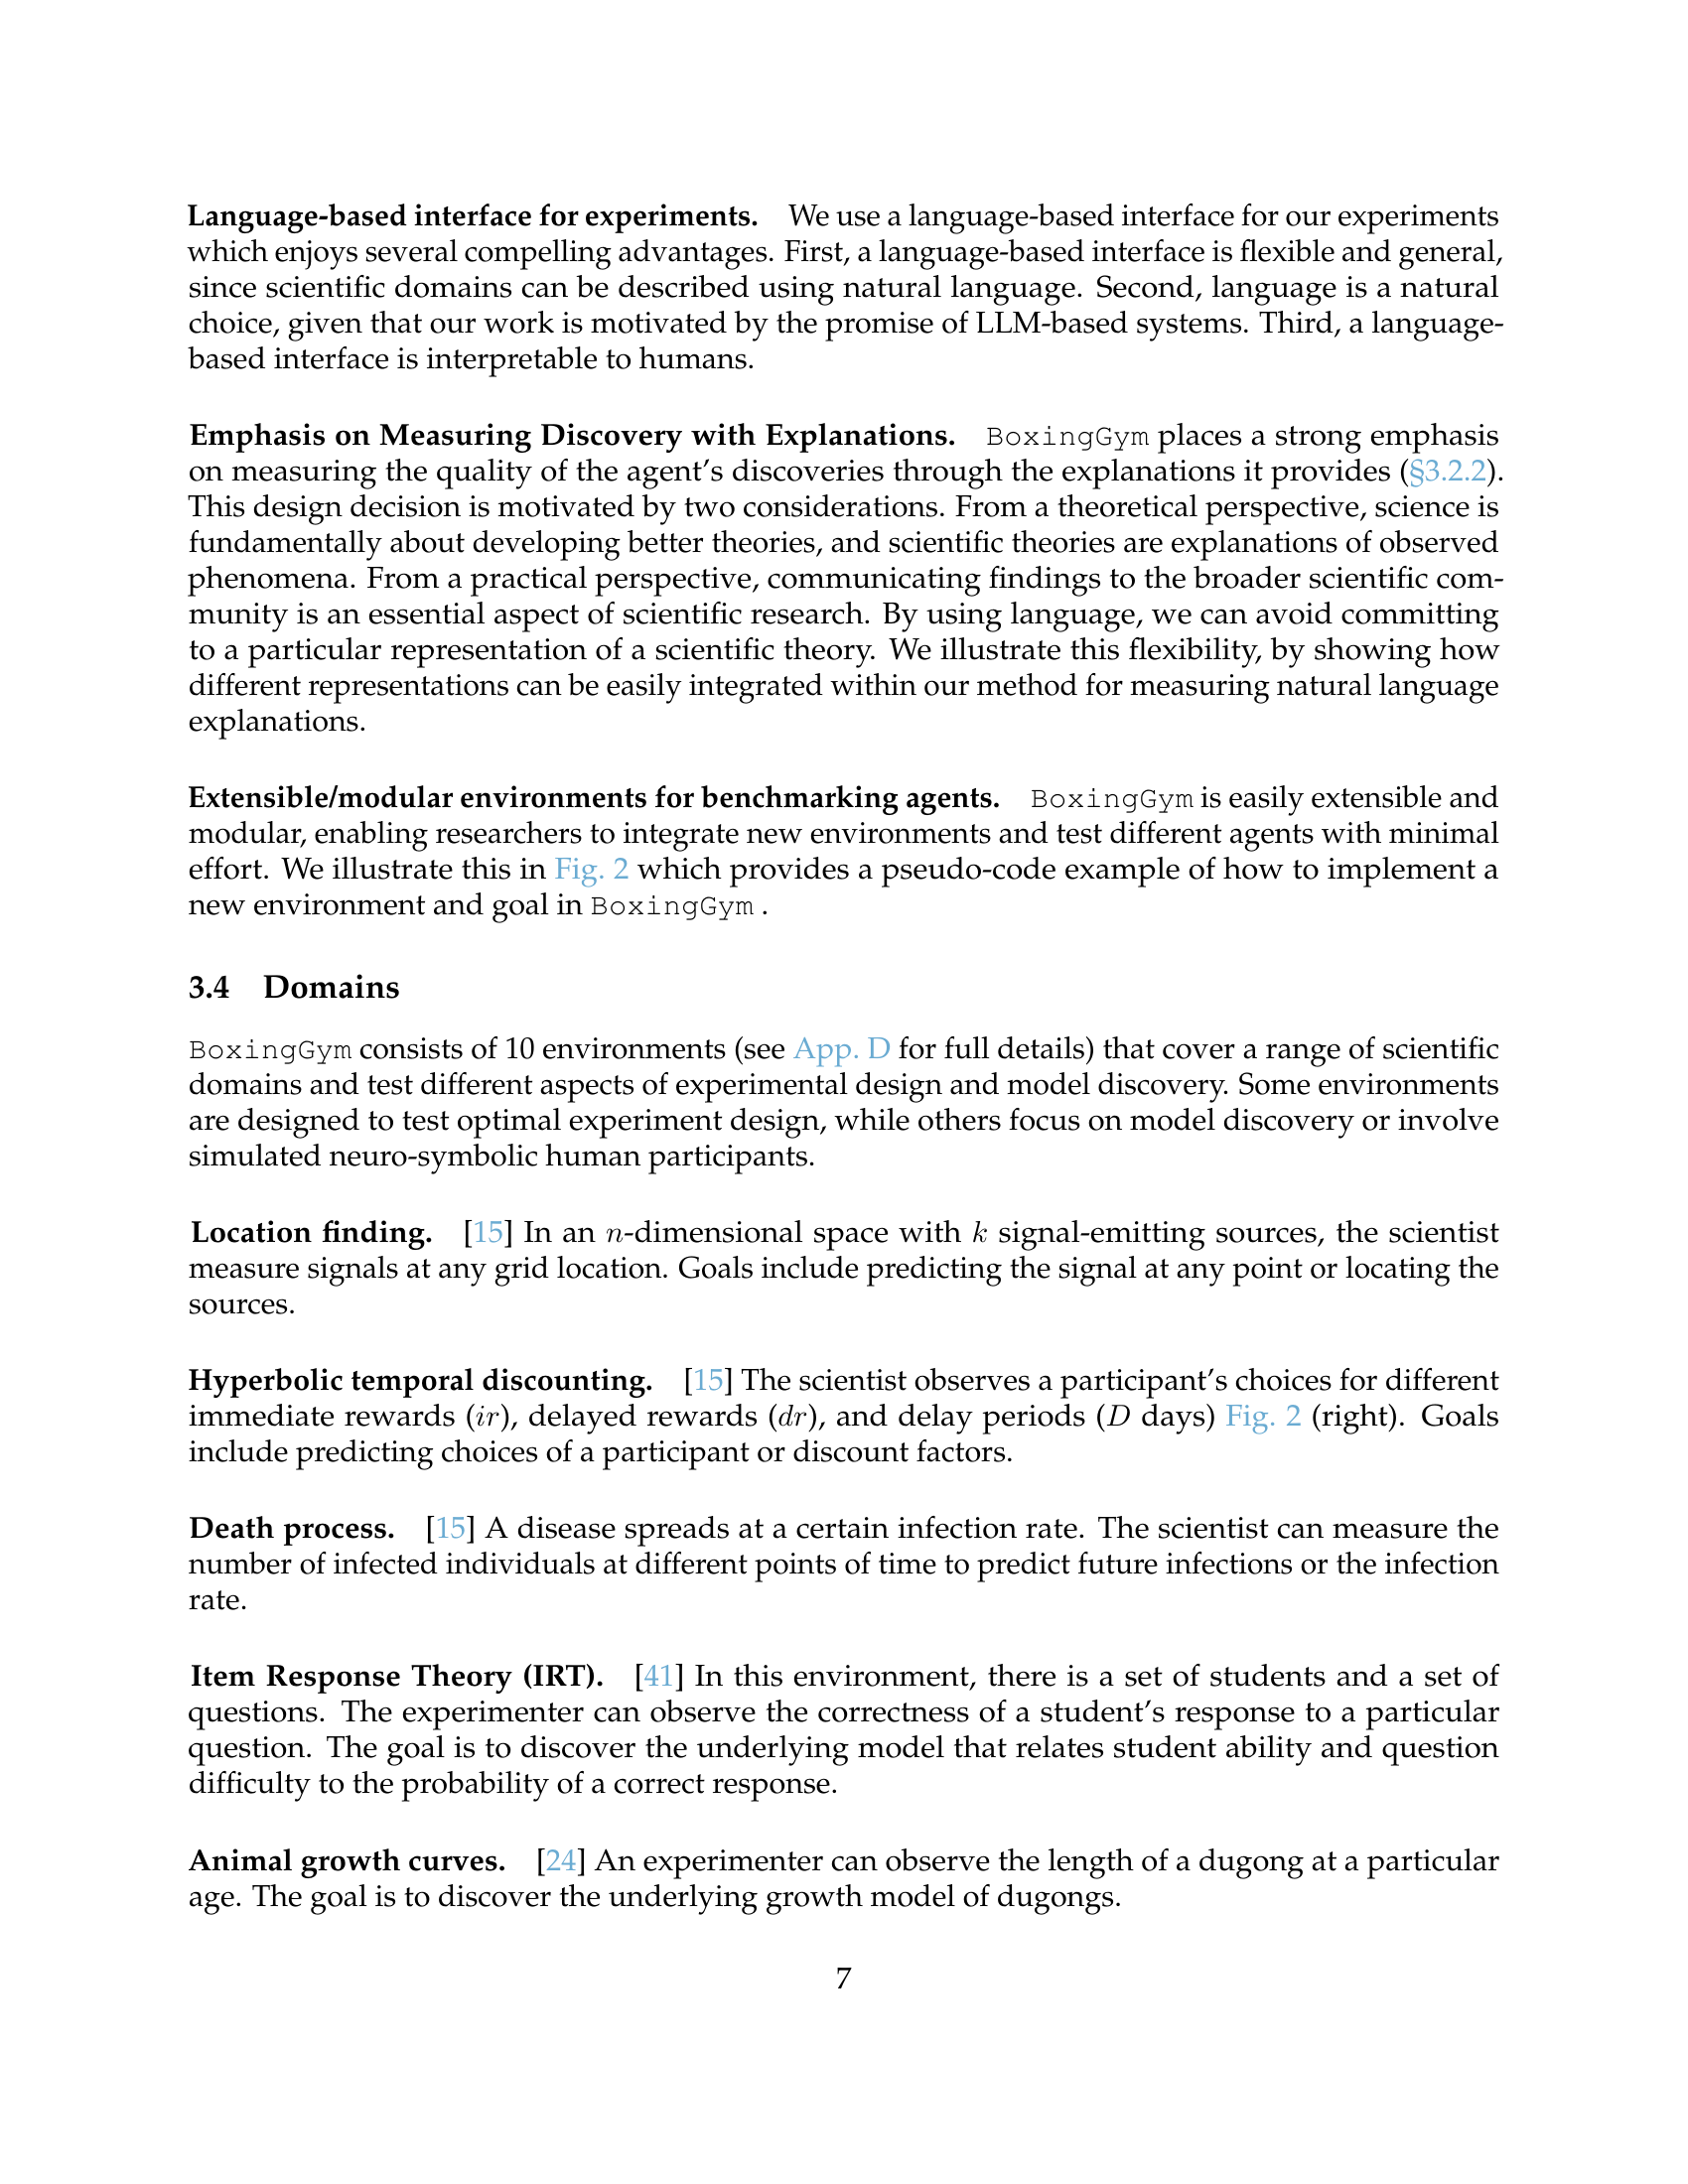 Language-based interface for experiments. We use a language-based interface for our experiments
which enjoys several compelling advantages. First, a language-based interface is flexible and general,
since scientific domains can be described using natural language. Second, language is a natural
choice, given that our work is motivated by the promise of LLM-based systems. Third, a language-
based interface is interpretable to humans.
Emphasis on Measuring Discovery with Explanations. BoxingGym places a strong emphasis
on measuring the quality of the agent's discoveries through the explanations it provides (§3.2.2).
This design decision is motivated by two considerations. From a theoretical perspective, science is
fundamentally about developing better theories, and scientific theories are explanations of observed
phenomena. From a practical perspective, communicating findings to the broader scientific com-
munity is an essential aspect of scientific research. By using language, we can avoid committing
to a particular representation of a scientific theory. We illustrate this flexibility, by showing how
different representations can be easily integrated within our method for measuring natural language
explanations.
Extensible/modular environments for benchmarking agents. BoxingGym is easily extensible and
modular, enabling researchers to integrate new environments and test different agents with minimal
effort. We illustrate this in Fig. 2 which provides a pseudo-code example of how to implement a
new environment and goal in BoxingGym .
3.4 Domains
BoxingGym consists of 10 environments (see App. D for full details) that cover a range of scientific
domains and test different aspects of experimental design and model discovery. Some environments
are designed to test optimal experiment design, while others focus on model discovery or involve
simulated neuro-symbolic human participants.
Location finding. [15] In an n-dimensional space with k signal-emitting sources, the scientist
measure signals at any grid location. Goals include predicting the signal at any point or locating the
sources.
Hyperbolic temporal discounting. [15] The scientist observes a participant's choices for different
immediate rewards (ir), delayed rewards (dr), and delay periods (D days) Fig. 2 (right). Goals
include predicting choices of a participant or discount factors.
Death process. [15] A disease spreads at a certain infection rate. The scientist can measure the
number of infected individuals at different points of time to predict future infections or the infection
rate.
Item Response Theory (IRT). [41] In this environment, there is a set of students and a set of
questions. The experimenter can observe the correctness of a student's response to a particular
question. The goal is to discover the underlying model that relates student ability and question
difficulty to the probability of a correct response.
Animal growth curves. [24] An experimenter can observe the length of a dugong at a particular
age. The goal is to discover the underlying growth model of dugongs.
7